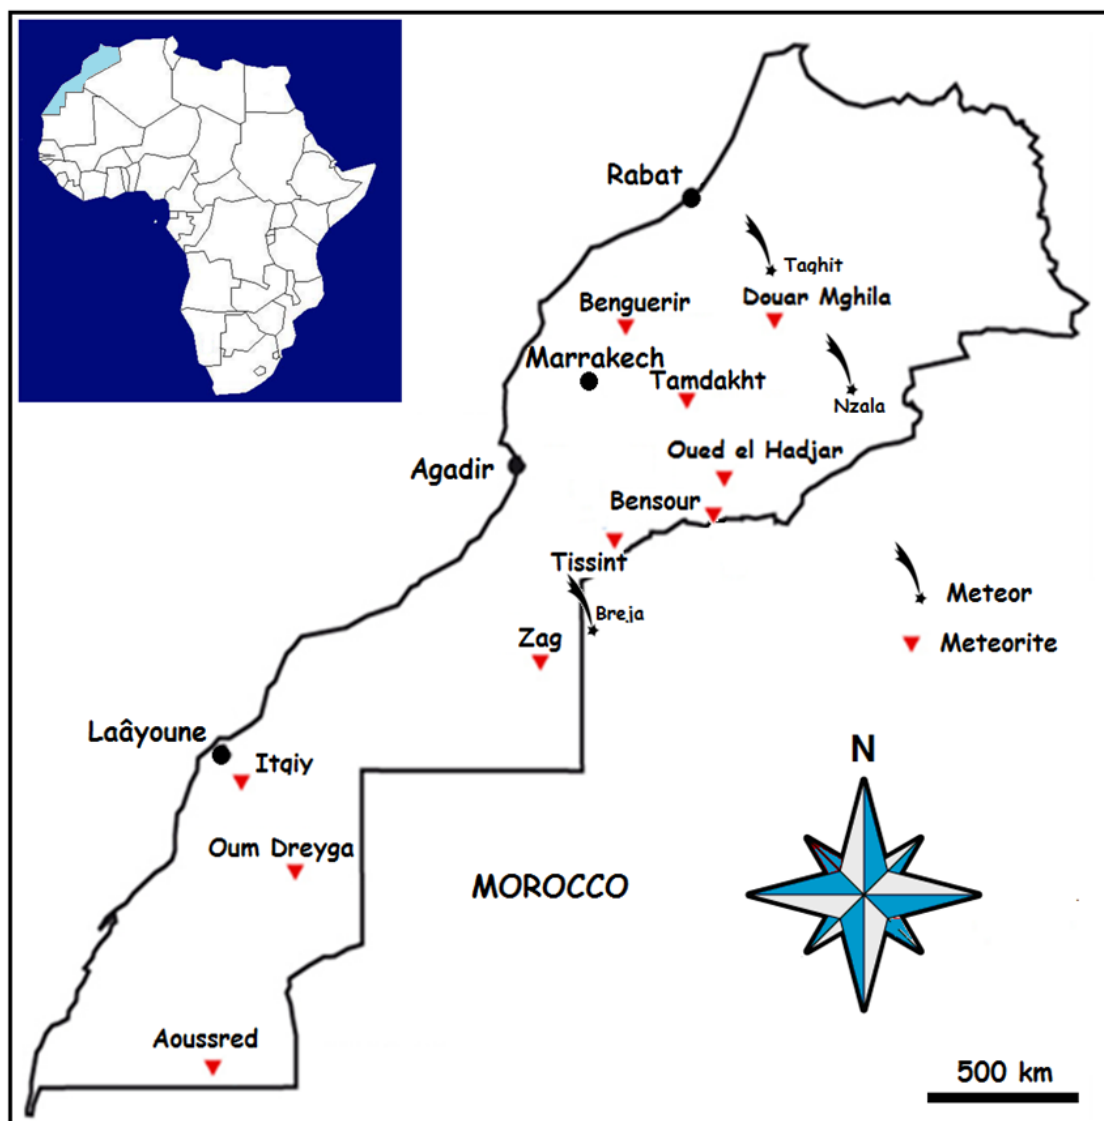 Rabat
Taghit
Douar Mghila
Benguerir
Marrakech
Tamdakht
Nzala
Oued el Hadjar
Agadir
Bensour
Tissint
Breja
Meteor
Zag
Meteorite
Laâyoune
Itqiy
N
Oum Dreyga
MOROCCO
Aoussred
500 km